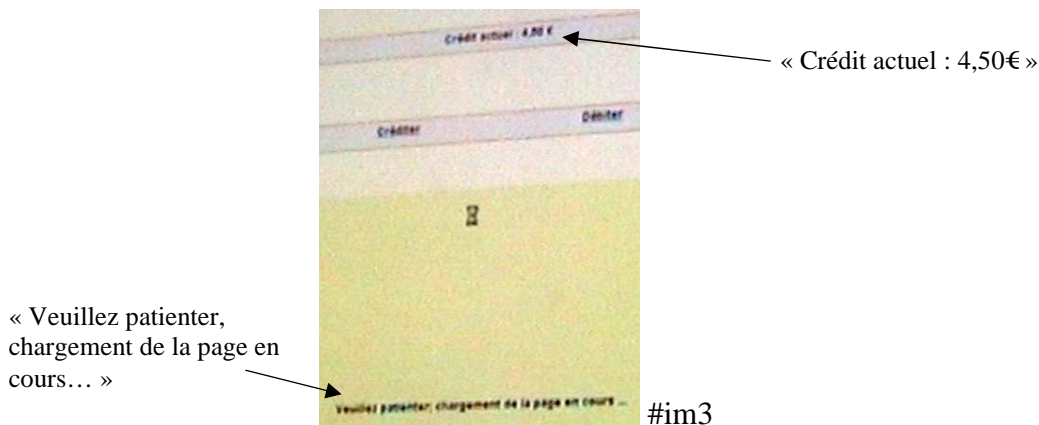 Crédit actuel : 4,50 €
« Crédit actuel : 4,50€ »
Créditer Débiter
« Veuillez patienter,
chargement de la page en
cours… »
Veuillez patienter, chargement de la page en cours ...
#im3